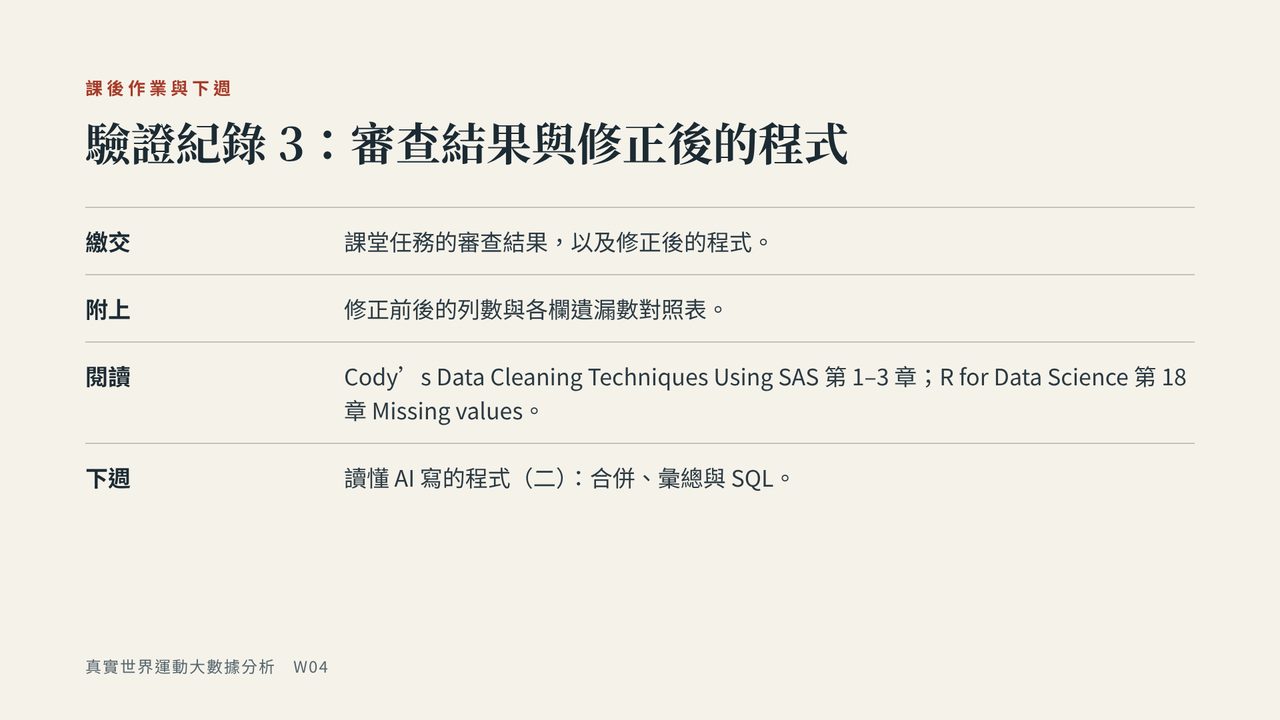 課後作業與下週
驗證紀錄 3：審查結果與修正後的程式
繳交
課堂任務的審查結果，以及修正後的程式。
附上
修正前後的列數與各欄遺漏數對照表。
閱讀
Cody’s Data Cleaning Techniques Using SAS 第 1–3 章；R for Data Science 第 18
章 Missing values。
下週
讀懂 AI 寫的程式（二）：合併、彙總與 SQL。
真實世界運動大數據分析　W04